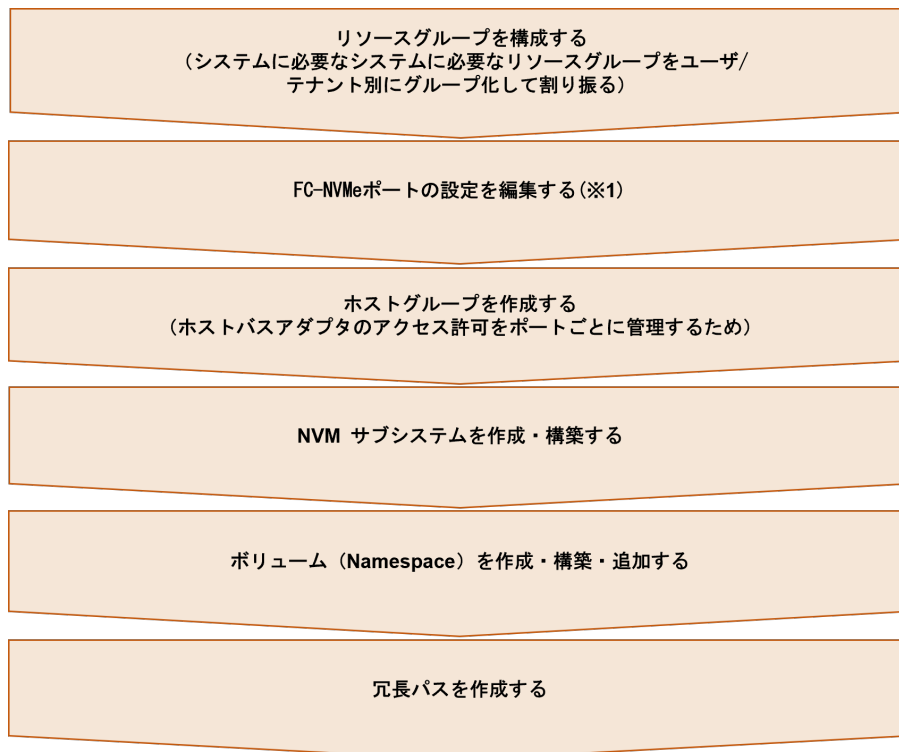 リソースグループを構成する
（システムに必要なシステムに必要なリソースグループをユーザ/
テナント別にグループ化して割り振る）
FC-NVMeポートの設定を編集する(※1)
ホストグループを作成する
（ホストバスアダプタのアクセス許可をポートごとに管理するため）
NVM サブシステムを作成・構築する
ボリューム（Namespace）を作成・構築・追加する
冗長パスを作成する